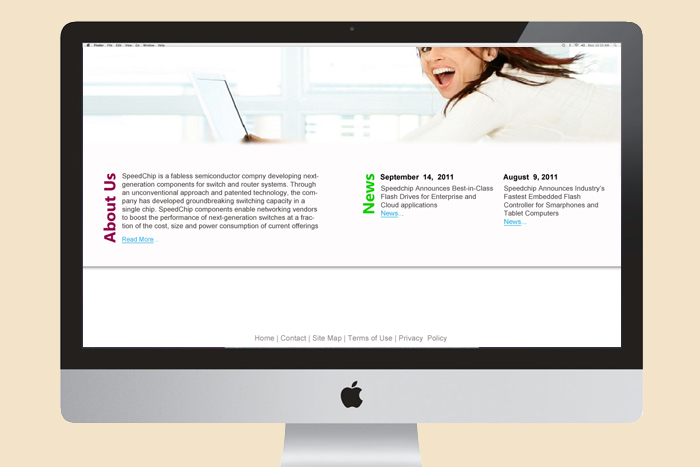 Finder File Edit View Go Window Help
About Us
SpeedChip is a fabless semiconductor compny developing next-
generation components for switch and router systems. Through
an unconventional approach and patented technology, the com-
pany has developed groundbreaking switching capacity in a
single chip. SpeedChip components enable networking vendors
to boost the performance of next-generation switches at a frac-
tion of the cost, size and power consumption of current offerings
Read More...
News
September 14, 2011
Speedchip Announces Best-in-Class
Flash Drives for Enterprise and
Cloud applications
News...
August 9, 2011
Speedchip Announces Industry's
Fastest Embedded Flash
Controller for Smarphones and
Tablet Computers
News...
Home | Contact | Site Map | Terms of Use | Privacy Policy